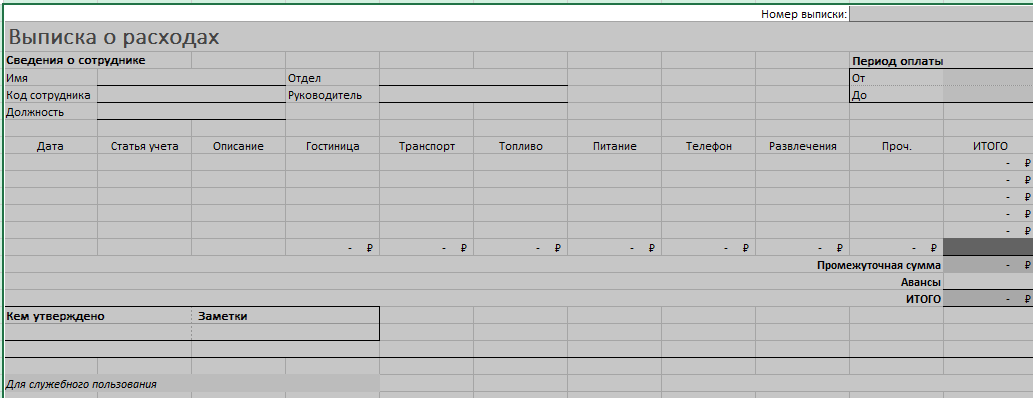 Номер выписки:
Выписка о расходах
Сведения о сотруднике Период оплаты
Имя Отдел От
Код сотрудника Руководитель До
Должность
Дата Статья учета Описание Гостиница Транспорт Топливо Питание Телефон Развлечения Проч. ИТОГО
- ₽
- ₽
- ₽
- ₽
- ₽
- ₽ - ₽ - ₽ - ₽ - ₽ - ₽ - ₽
Промежуточная сумма - ₽
Авансы
ИТОГО - ₽
Кем утверждено Заметки
Для служебного пользования